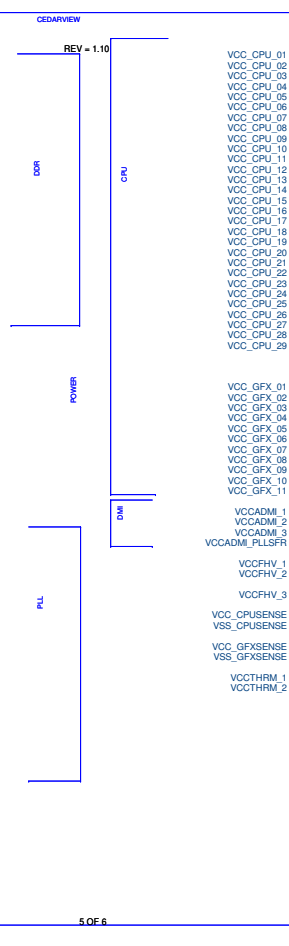 CEDARVIEW
REV = 1.10
DDR
CPU
POWER
DMI
PLL
VCC_CPU_01
VCC_CPU_02
VCC_CPU_03
VCC_CPU_04
VCC_CPU_05
VCC_CPU_06
VCC_CPU_07
VCC_CPU_08
VCC_CPU_09
VCC_CPU_10
VCC_CPU_11
VCC_CPU_12
VCC_CPU_13
VCC_CPU_14
VCC_CPU_15
VCC_CPU_16
VCC_CPU_17
VCC_CPU_18
VCC_CPU_19
VCC_CPU_20
VCC_CPU_21
VCC_CPU_22
VCC_CPU_23
VCC_CPU_24
VCC_CPU_25
VCC_CPU_26
VCC_CPU_27
VCC_CPU_28
VCC_CPU_29
VCC_GFX_01
VCC_GFX_02
VCC_GFX_03
VCC_GFX_04
VCC_GFX_05
VCC_GFX_06
VCC_GFX_07
VCC_GFX_08
VCC_GFX_09
VCC_GFX_10
VCC_GFX_11
VCCADMI_1
VCCADMI_2
VCCADMI_3
VCCADMI_PLLSFR
VCCFHV_1
VCCFHV_2
VCCFHV_3
VCC_CPUSENSE
VSS_CPUSENSE
VCC_GFXSENSE
VSS_GFXSENSE
VCCTHRM_1
VCCTHRM_2
5 OF 6